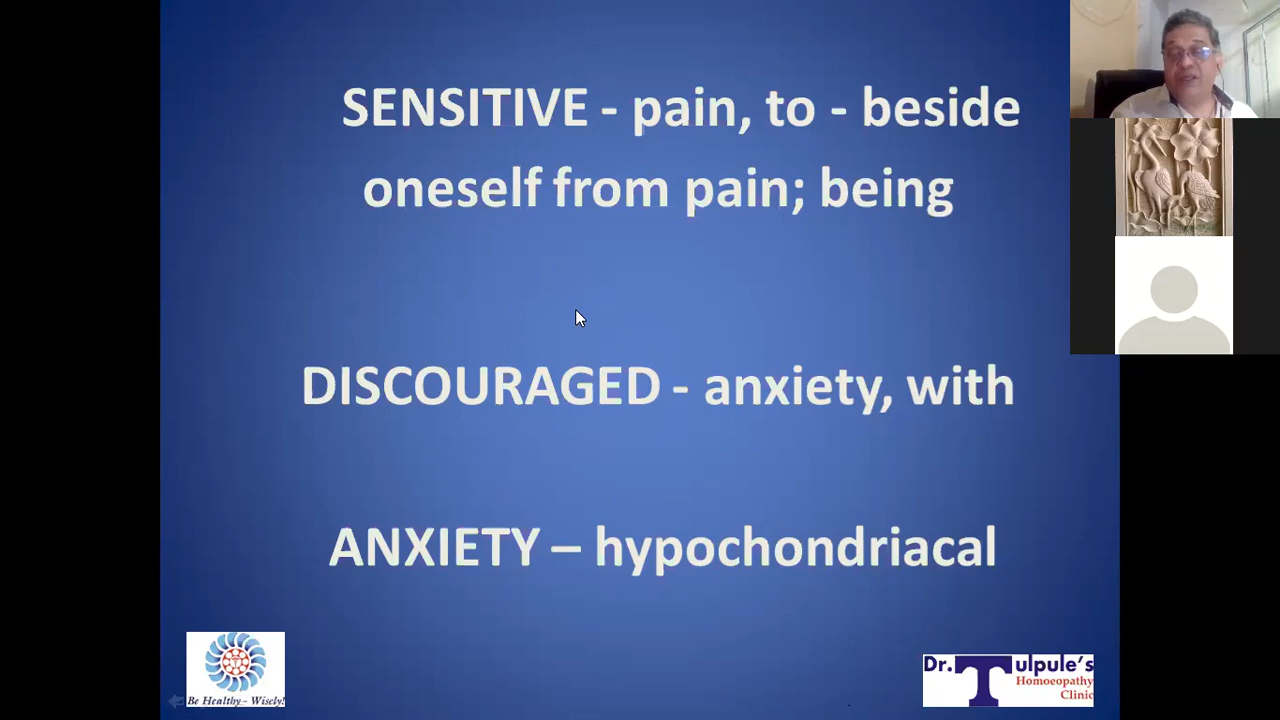 SENSITIVE - pain, to - beside
oneself from pain; being
DISCOURAGED - anxiety, with
ANXIETY – hypochondriacal
Be Healthy - Wisely!
Dr. Tulpule's
Homoeopathy
Clinic